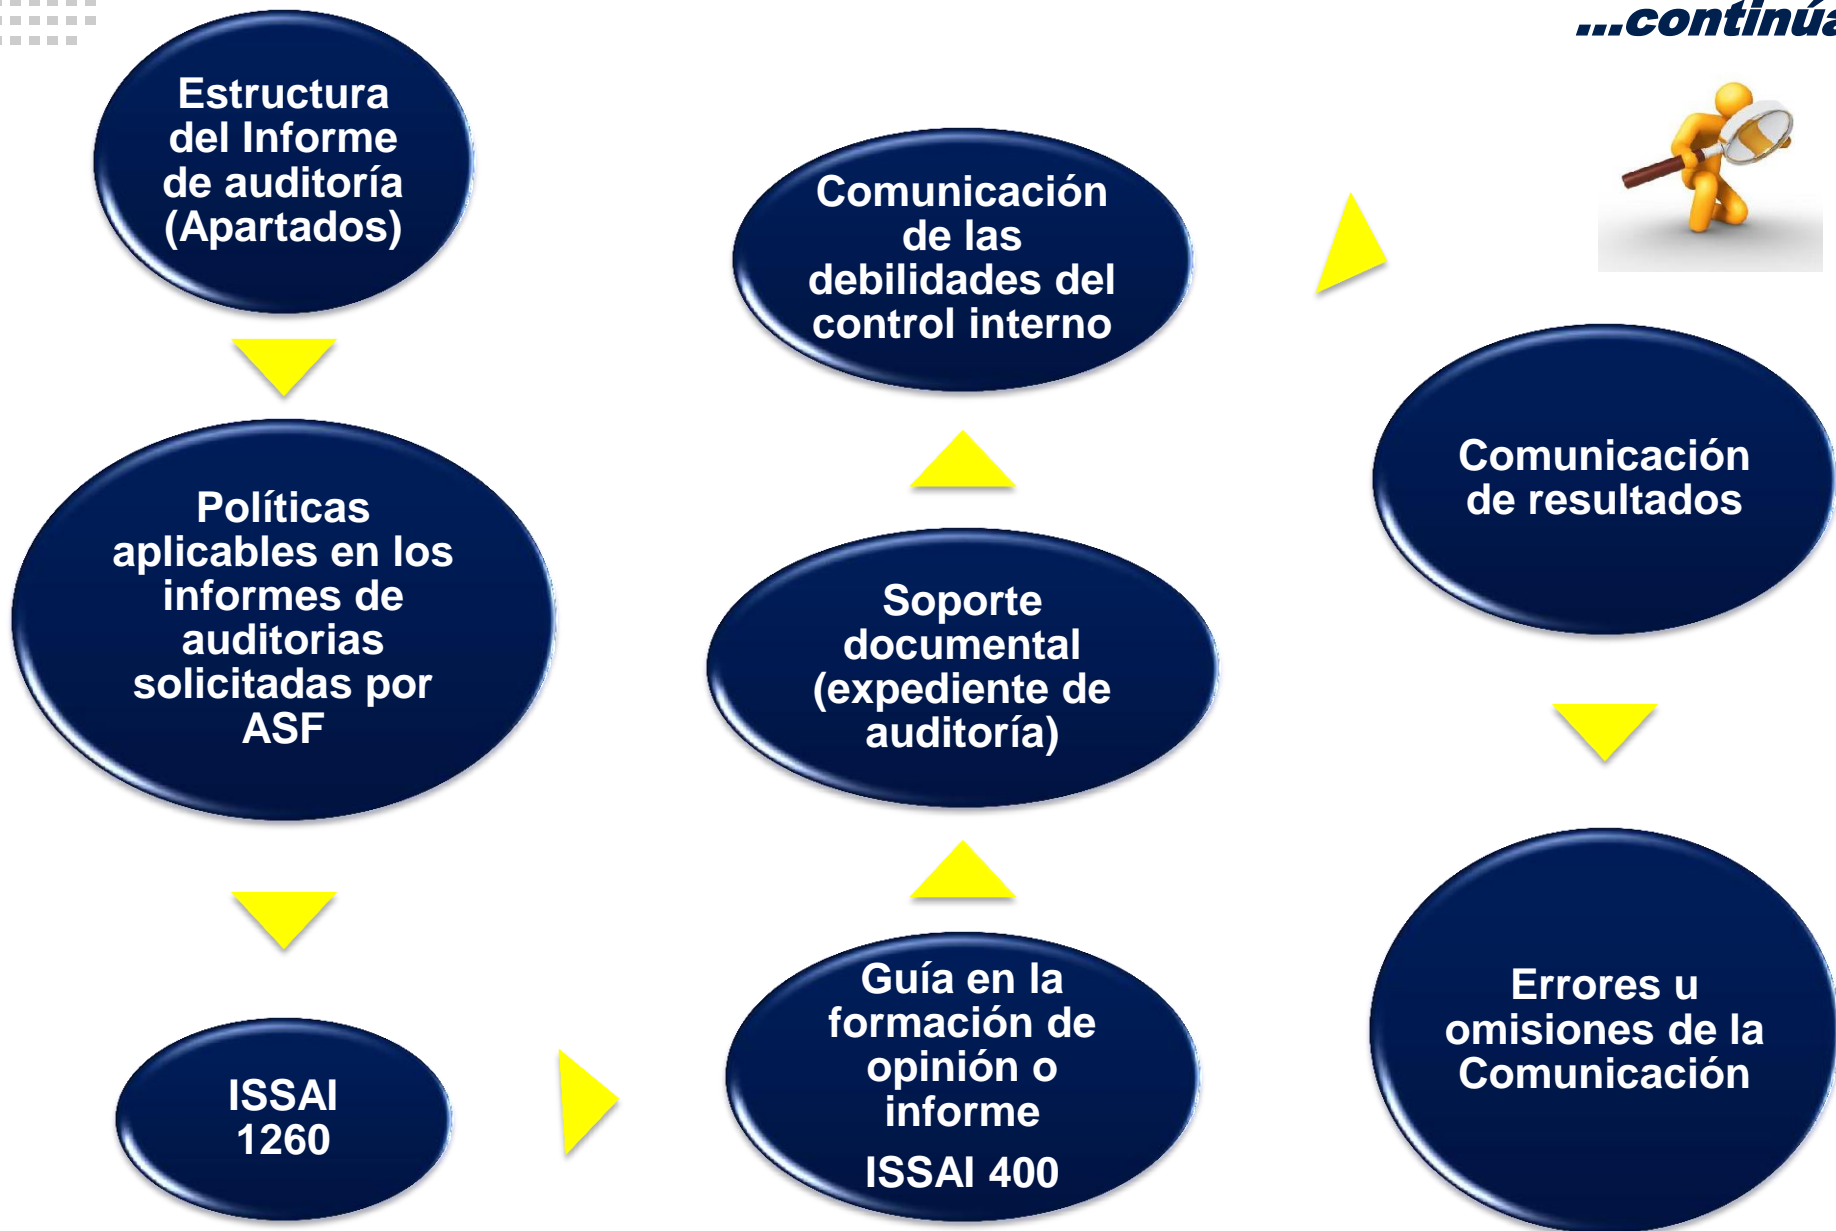 ...continúa
Estructura
del Informe
de auditoría
(Apartados)
Políticas
aplicables en los
informes de
auditorias
solicitadas por
ASF
ISSAI
1260
Guía en la
formación de
opinión o
informe
ISSAI 400
Soporte
documental
(expediente de
auditoría)
Comunicación
de las
debilidades del
control interno
Comunicación
de resultados
Errores u
omisiones de la
Comunicación